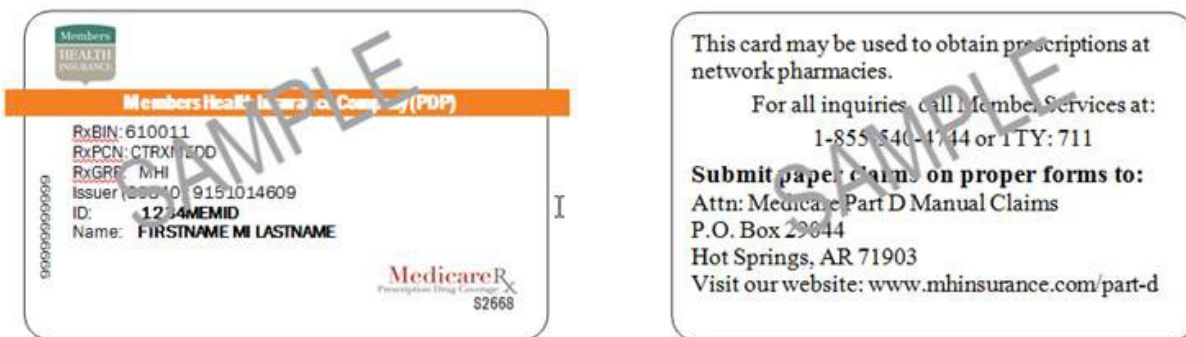 Members
HEALTH
INSURANCE
Members Health Insurance Company (PDP)
RxBIN: 610011
RxPCN: CTRXMEDD
RxGRP: MHI
Issuer 9151014609
ID: 1234MEMID
Name: FIRSTNAME MI LASTNAME
9999999999999
MedicareRx
Prescription Drug Coverage
S2668
SAMPLE
This card may be used to obtain prescriptions at
network pharmacies.
For all inquiries, call Member Services at:
1-855-540-4744 or TTY: 711
Submit paper claims on proper forms to:
Attn: Medicare Part D Manual Claims
P.O. Box 29044
Hot Springs, AR 71903
Visit our website: www.mhinsurance.com/part-d
SAMPLE